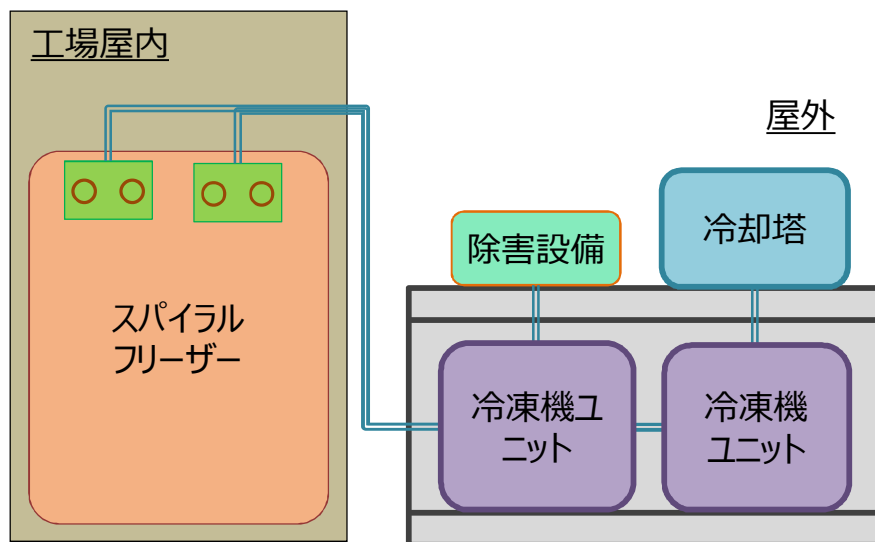 工場屋内
屋外
スパイラル
フリーザー
除害設備
冷却塔
冷凍機ユ
ニット
冷凍機
ユニット